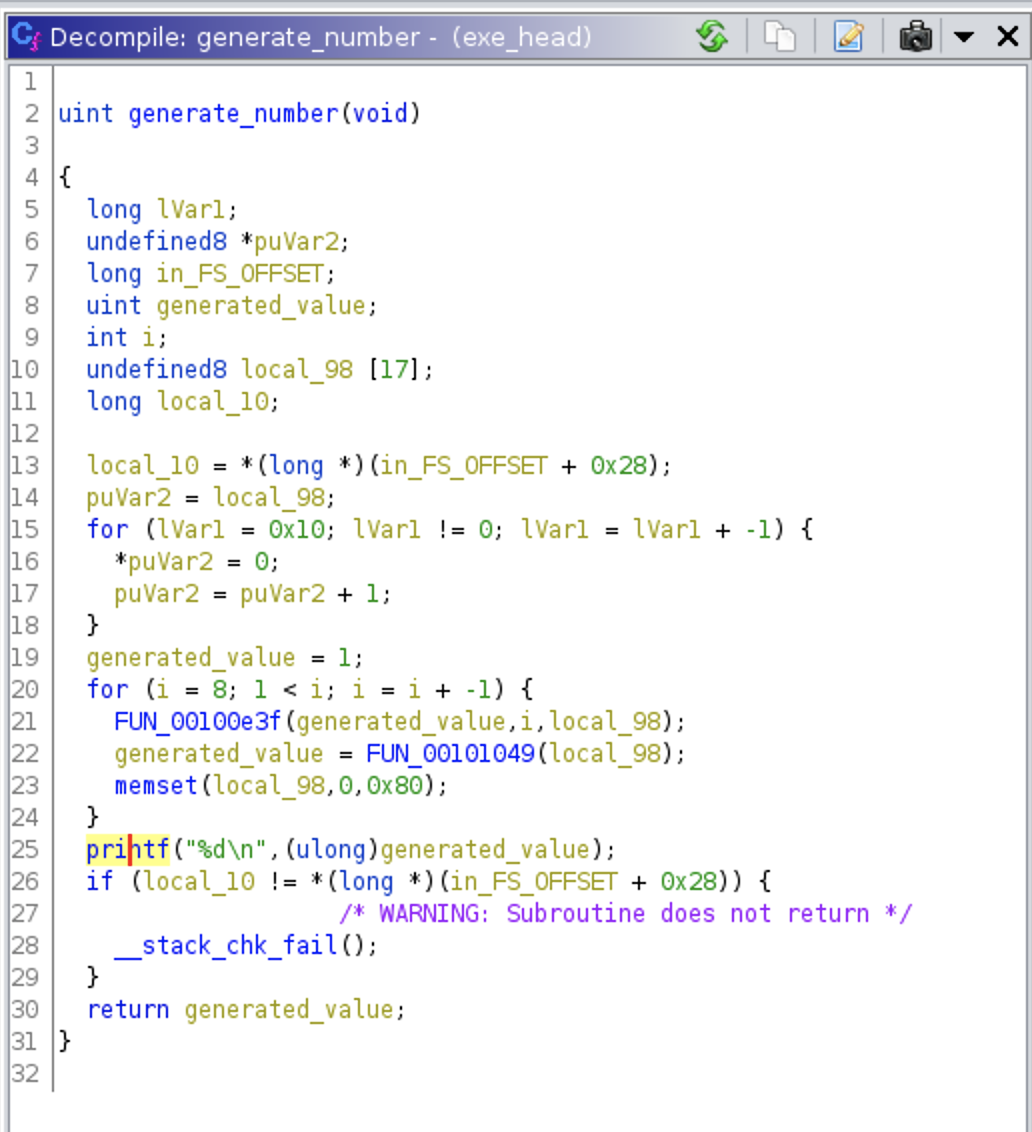 Cf Decompile: generate_number - (exe_head)
1
2 uint generate_number(void)
3
4 {
5   long lVar1;
6   undefined8 *puVar2;
7   long in_FS_OFFSET;
8   uint generated_value;
9   int i;
10   undefined8 local_98 [17];
11   long local_10;
12
13   local_10 = *(long *)(in_FS_OFFSET + 0x28);
14   puVar2 = local_98;
15   for (lVar1 = 0x10; lVar1 != 0; lVar1 = lVar1 + -1) {
16     *puVar2 = 0;
17     puVar2 = puVar2 + 1;
18   }
19   generated_value = 1;
20   for (i = 8; 1 < i; i = i + -1) {
21     FUN_00100e3f(generated_value,i,local_98);
22     generated_value = FUN_00101049(local_98);
23     memset(local_98,0,0x80);
24   }
25   printf("%d\n",(ulong)generated_value);
26   if (local_10 != *(long *)(in_FS_OFFSET + 0x28)) {
27                     /* WARNING: Subroutine does not return */
28     __stack_chk_fail();
29   }
30   return generated_value;
31 }
32